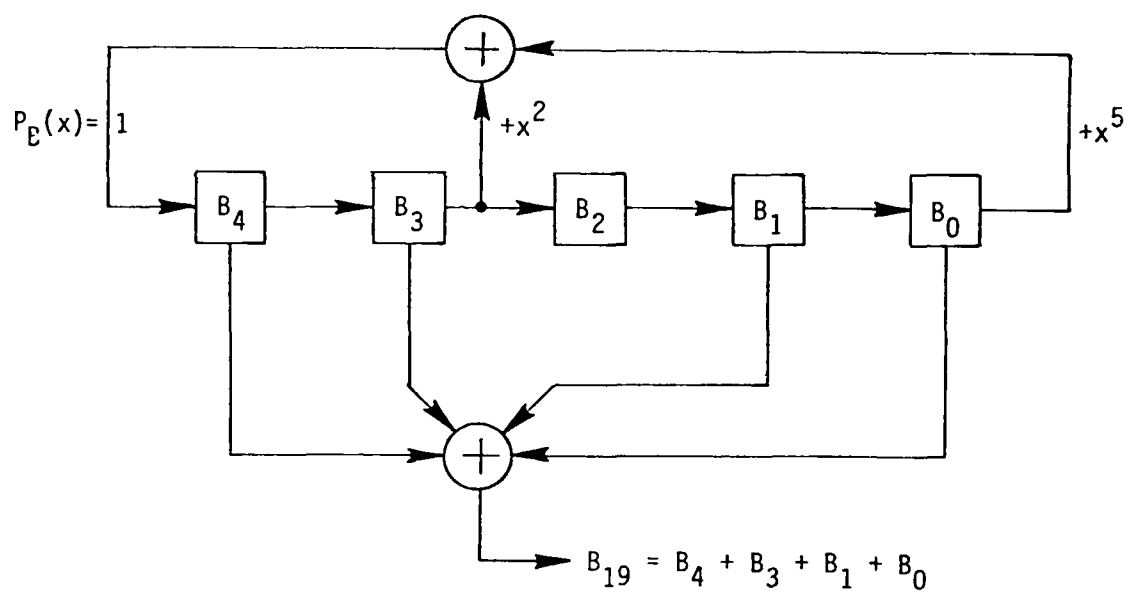 +
P_B(x)= 1
+x^2
+x^5
B_4
B_3
B_2
B_1
B_0
+
B_19 = B_4 + B_3 + B_1 + B_0